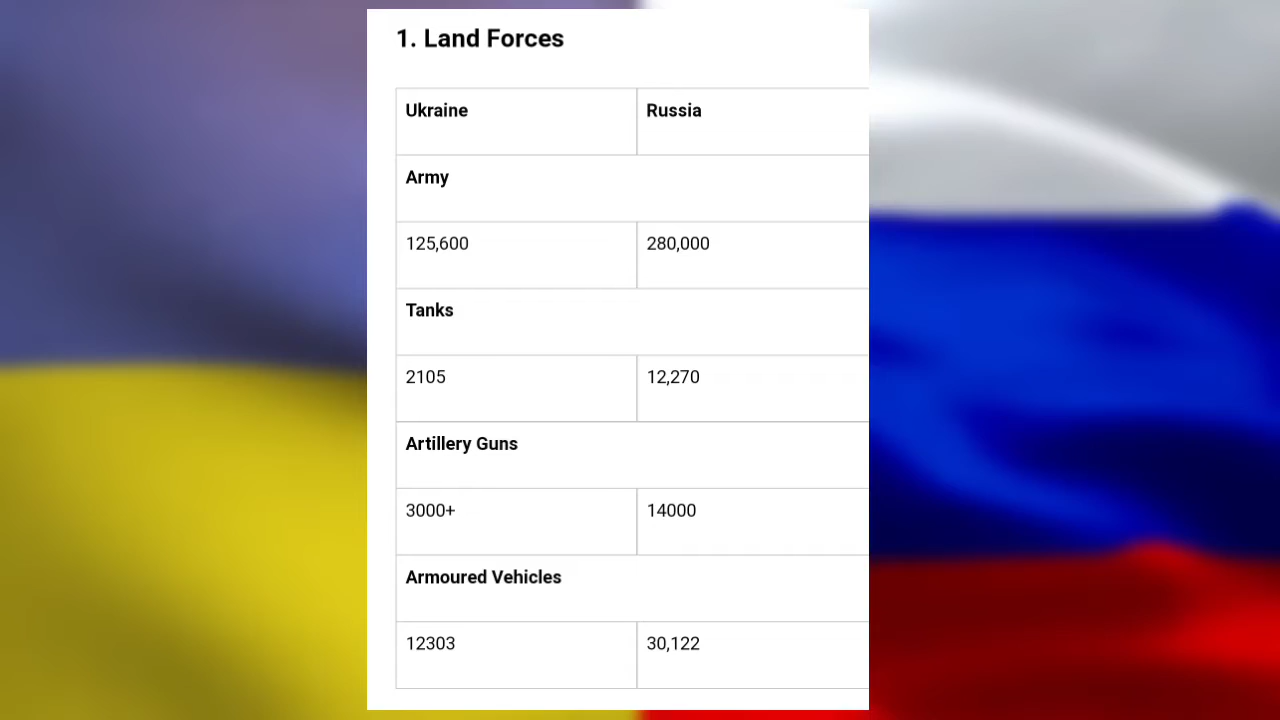 1. Land Forces
Ukraine Russia
Army
125,600 280,000
Tanks
2105 12,270
Artillery Guns
3000+ 14000
Armoured Vehicles
12303 30,122